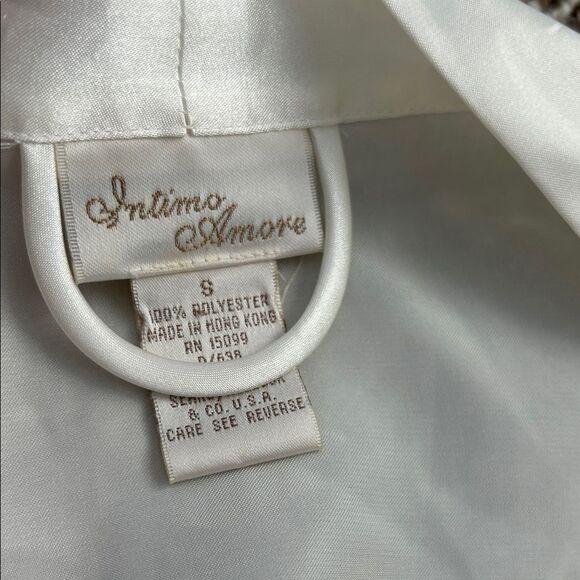 Intimo
Amore
S
100% POLYESTER
MADE IN HONG KONG
RN 15099
& CO. U.S.A.
CARE SEE REVERSE